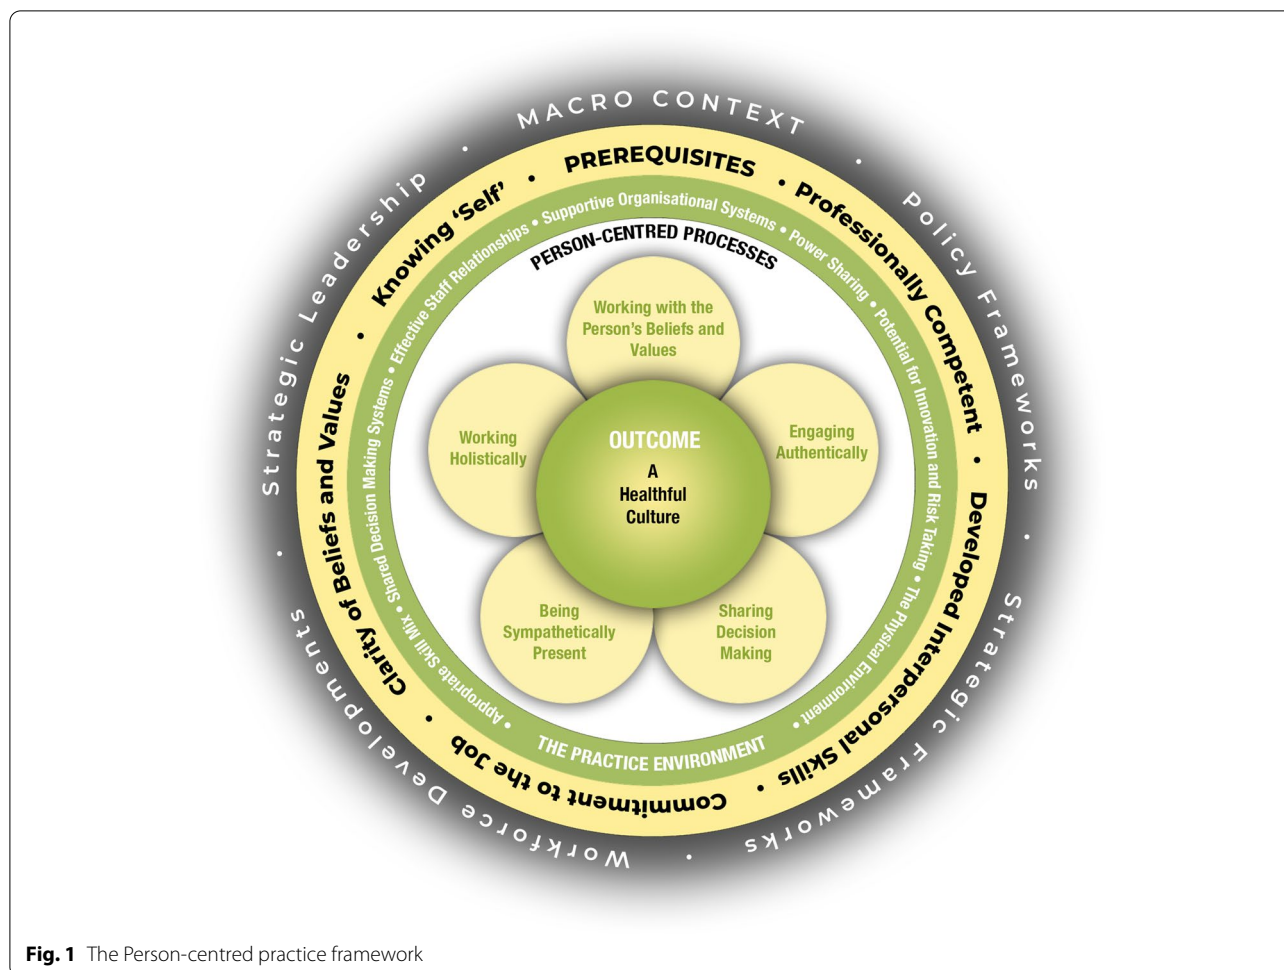 MACRO CONTEXT
• Policy Frameworks
• Strategic Frameworks
• Workforce Developments
• Strategic Leadership •
PREREQUISITES
• Professionally Competent
• Developed Interpersonal Skills
• Commitment to the Job
• Clarity of Beliefs and Values
• Knowing ‘Self’ •
THE PRACTICE ENVIRONMENT
• Appropriate Skill Mix • Shared Decision Making Systems • Effective Staff Relationships • Supportive Organisational Systems • Power Sharing • Potential for Innovation and Risk Taking • The Physical Environment •
PERSON-CENTRED PROCESSES
Working with the
Person’s Beliefs and
Values
Engaging
Authentically
Sharing
Decision
Making
Being
Sympathetically
Present
Working
Holistically
OUTCOME
A
Healthful
Culture
Fig. 1 The Person-centred practice framework